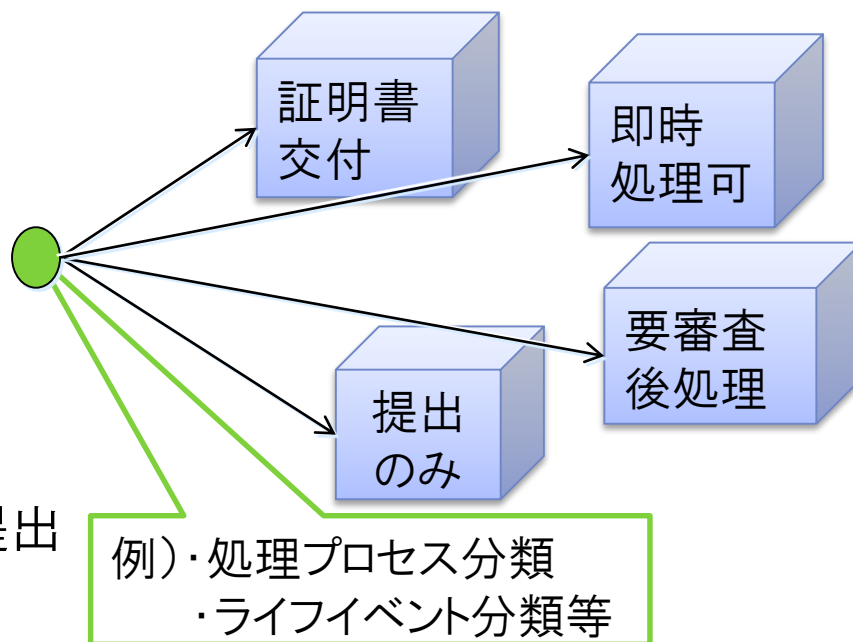 証明書
交付
即時
処理可
要審査
後処理
提出
のみ
提出
例)・処理プロセス分類
・ライフイベント分類等